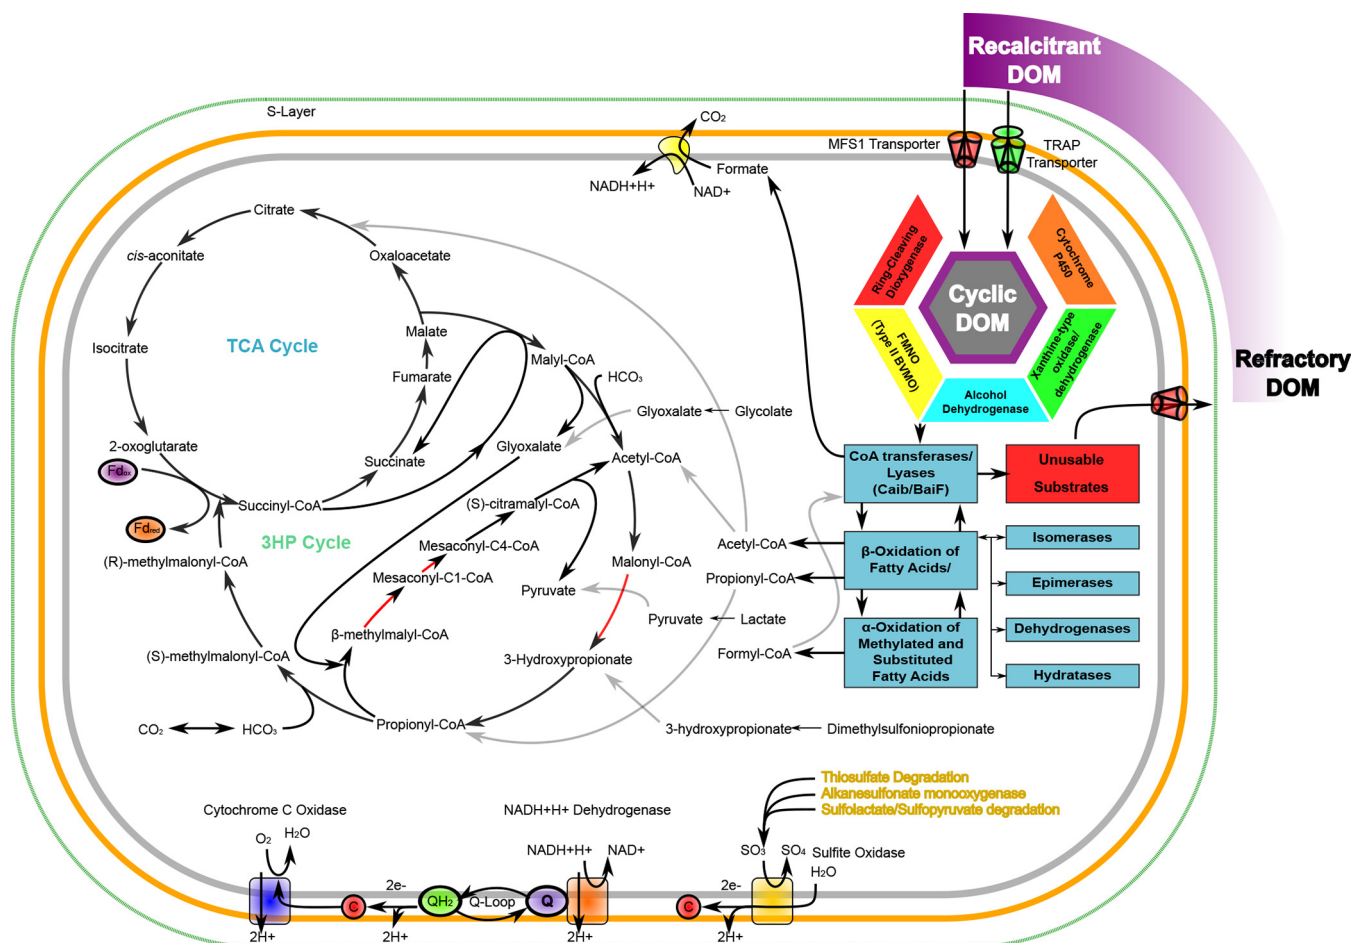 Recalcitrant
DOM
S-Layer
CO₂
MFS1 Transporter
TRAP
Transporter
Formate
NADH+H+
NAD+
Citrate
cis-aconitate
Oxaloacetate
Ring-Cleaving
Dioxygenase
Cytochrome
P450
Cyclic
DOM
Isocitrate
TCA Cycle
Malate
Malyl-CoA
Fumarate
HCO₃
FMNO
(Type II BVMO)
Xanthine-type
oxidase/
dehydrogenase
Alcohol
Dehydrogenase
Refractory
DOM
Glyoxalate
Glycolate
2-oxoglutarate
Glyoxalate
Acetyl-CoA
Succinate
CoA transferases/
Lyases
(Caib/BaiF)
Unusable
Substrates
Fdox
Succinyl-CoA
(S)-citramalyl-CoA
Fdred
3HP Cycle
Mesaconyl-C4-CoA
Acetyl-CoA
β-Oxidation of
Fatty Acids/
Isomerases
(R)-methylmalonyl-CoA
Mesaconyl-C1-CoA
Malonyl-CoA
Propionyl-CoA
Epimerases
Pyruvate
Pyruvate
Lactate
β-methylmalyl-CoA
α-Oxidation of
Methylated and
Substituted
Fatty Acids
Dehydrogenases
(S)-methylmalonyl-CoA
3-Hydroxypropionate
Formyl-CoA
Hydratases
CO₂
HCO₃
Propionyl-CoA
3-hydroxypropionate
Dimethylsulfoniopropionate
Thiosulfate Degradation
Alkanesulfonate monooxygenase
Sulfolactate/Sulfopyruvate degradation
Cytochrome C Oxidase
NADH+H+ Dehydrogenase
O₂
H₂O
NADH+H+
NAD+
SO₃
SO₄
Sulfite Oxidase
H₂O
2e-
2e-
C
QH₂
Q-Loop
Q
C
2H+
2H+
2H+
2H+